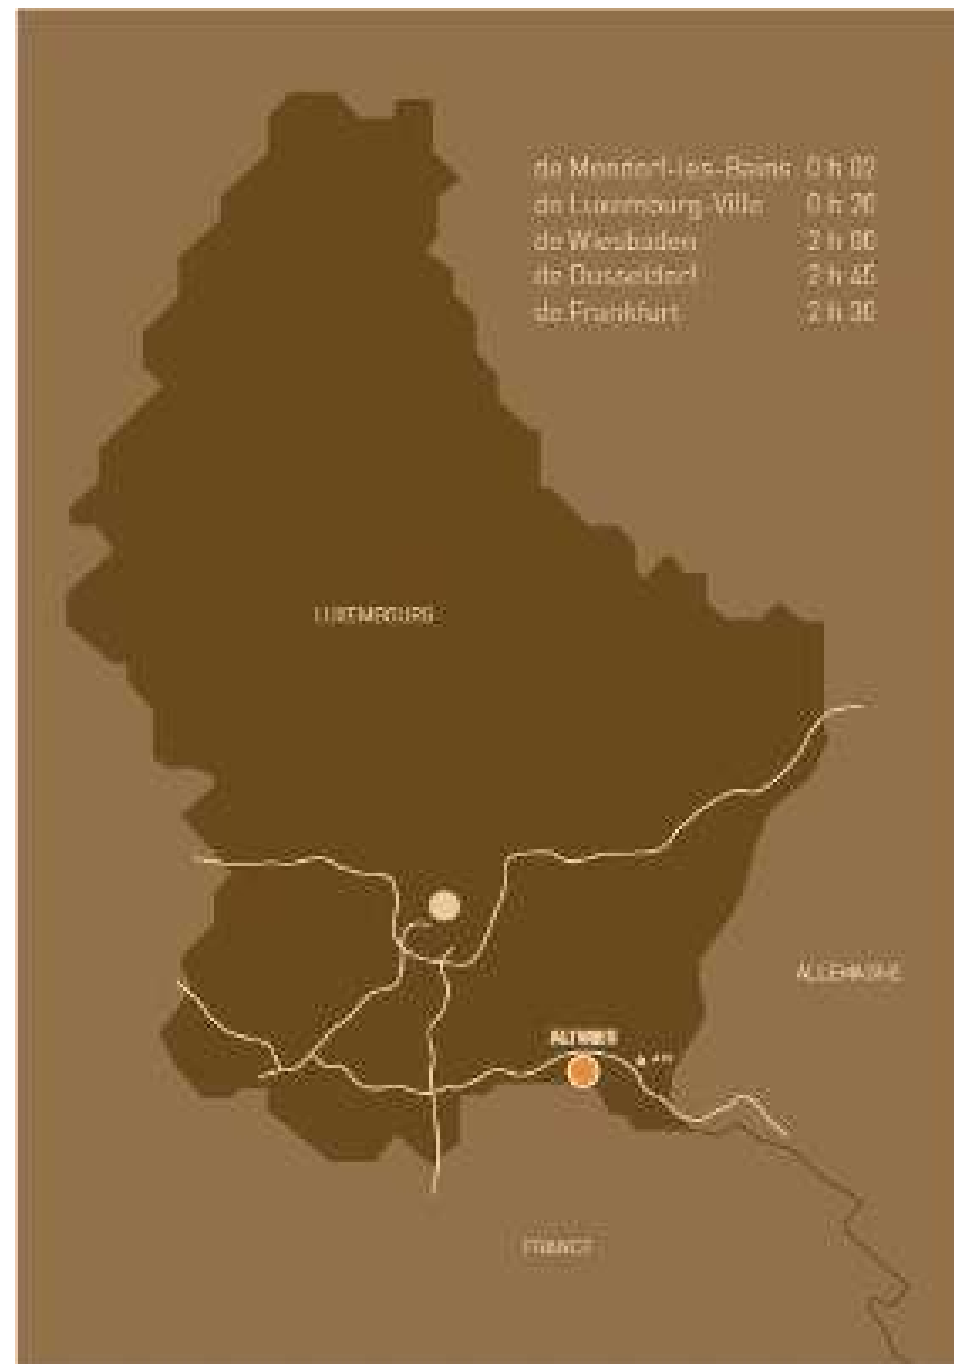 de Mondorf-les-Bains 0 h 02
de Luxembourg-Ville 0 h 20
de Wiesbaden 2 h 00
de Dusseldorf 2 h 45
de Frankfurt 2 h 30
LUXEMBOURG
ALLEMAGNE
ALTWIES
FRANCE